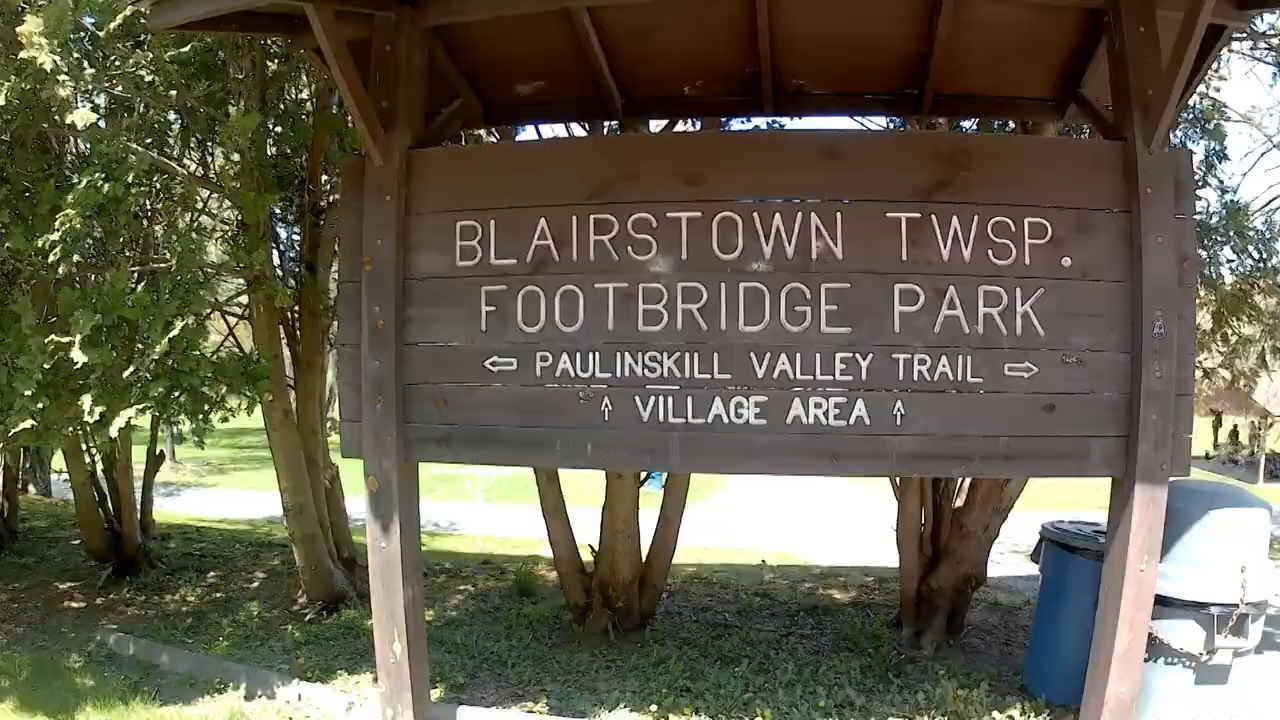 BLAIRSTOWN TWSP.
FOOTBRIDGE PARK
⇦ PAULINSKILL VALLEY TRAIL ⇨
⇧ VILLAGE AREA ⇧